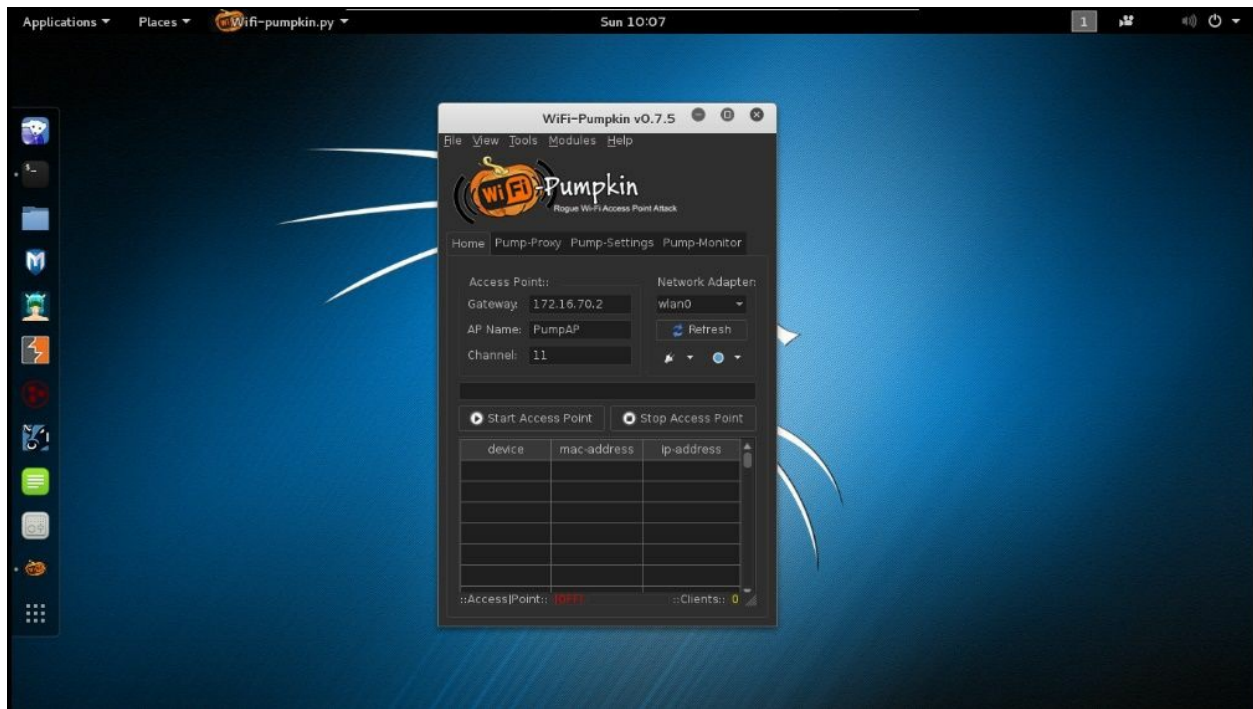 Applications Places Wifi-pumpkin.py Sun 10:07 1
WiFi-Pumpkin v0.7.5
File View Tools Modules Help
WiFi-Pumpkin
Rogue Wi-Fi Access Point Attack
Home Pump-Proxy Pump-Settings Pump-Monitor
Access Point:: Network Adapter:
Gateway: 172.16.70.2 wlan0
AP Name: PumpAP Refresh
Channel: 11
Start Access Point Stop Access Point
device mac-address ip-address
::Access|Point:: [OFF] ::Clients:: 0